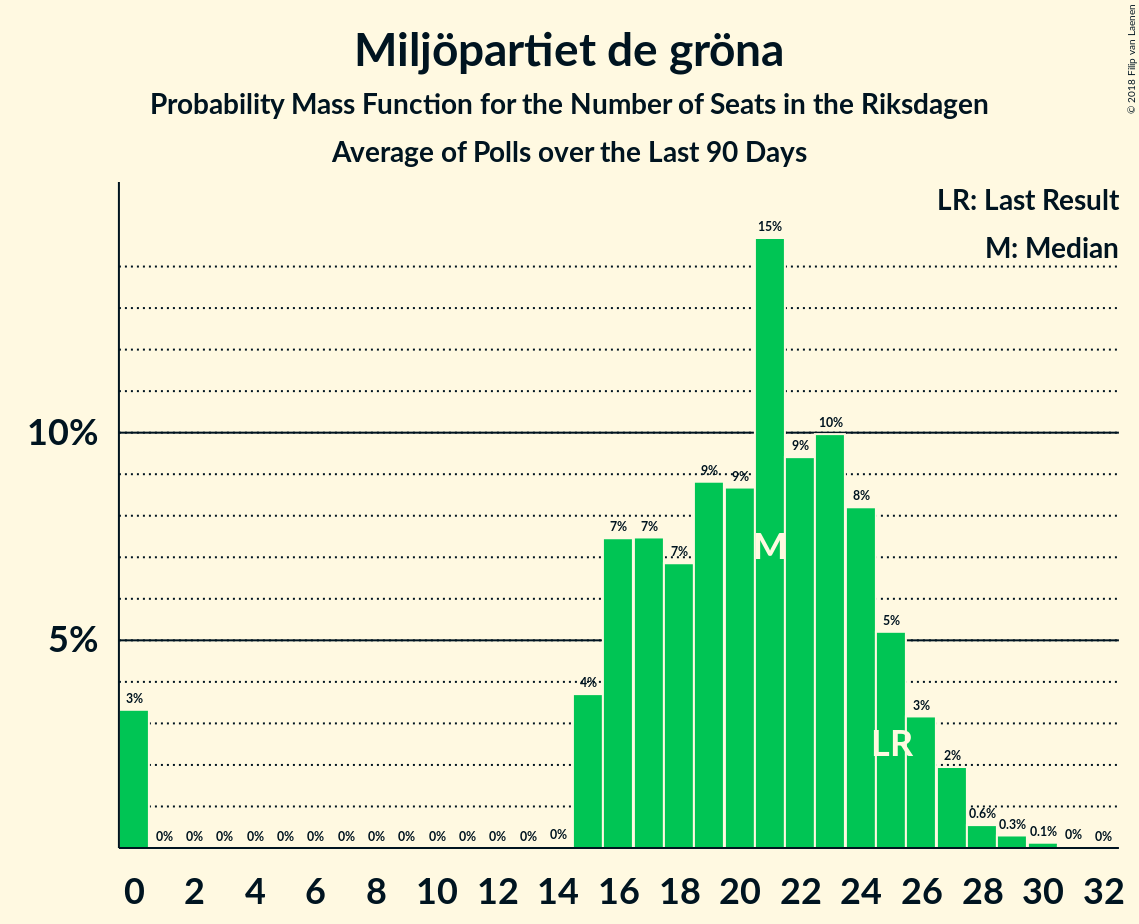 Miljöpartiet de gröna
Probability Mass Function for the Number of Seats in the Riksdagen
Average of Polls over the Last 90 Days
© 2018 Filip van Laenen
LR: Last Result
M: Median
10%
5%
3% 0% 0% 0% 0% 0% 0% 0% 0% 0% 0% 0% 0% 0% 0% 4% 7% 7% 7% 9% 9% 15% 9% 10% 8% 5% 3% 2% 0.6% 0.3% 0.1% 0% 0%
M
LR
0 2 4 6 8 10 12 14 16 18 20 22 24 26 28 30 32